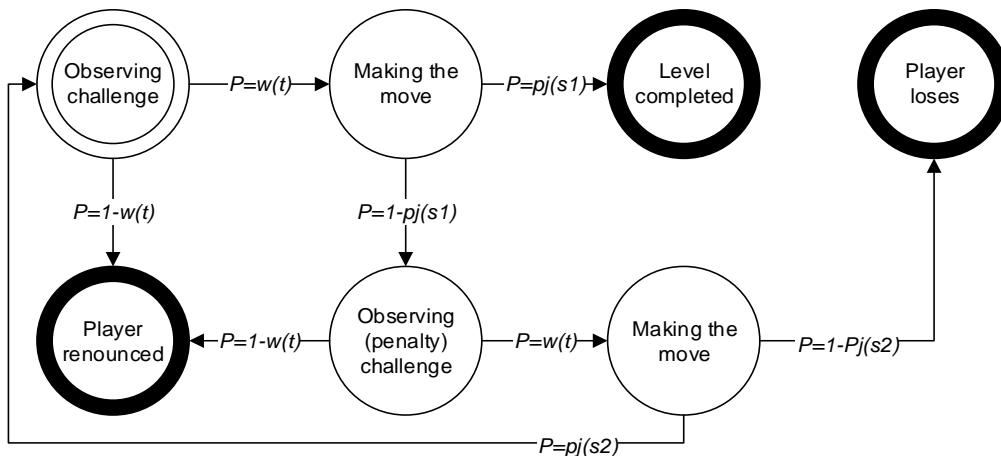 Observing
challenge
P=w(t)
Making the
move
P=pj(s1)
Level
completed
Player
loses
P=1-w(t)
P=1-pj(s1)
Player
renounced
P=1-w(t)
Observing
(penalty)
challenge
P=w(t)
Making the
move
P=1-Pj(s2)
P=pj(s2)